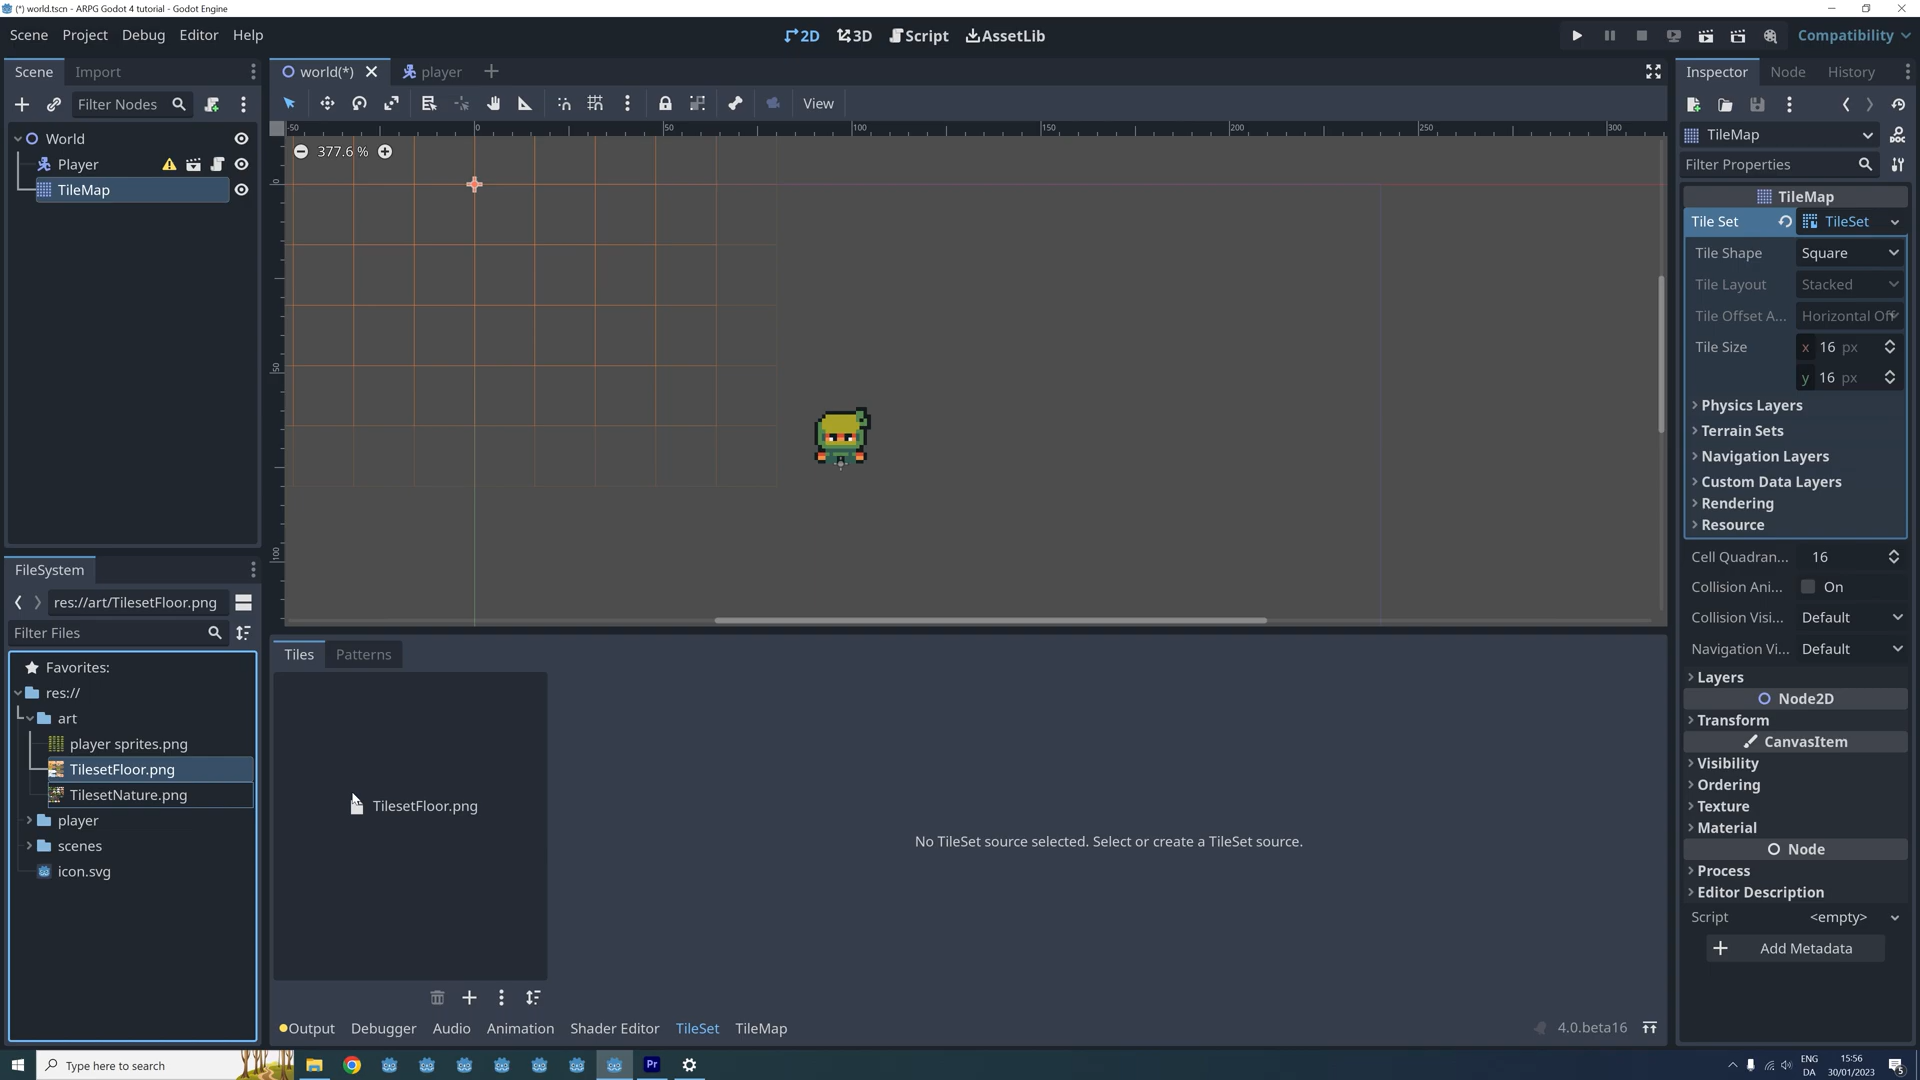 (*) world.tscn - ARPG Godot 4 tutorial - Godot Engine
Scene Project Debug Editor Help
2D 3D Script AssetLib
Compatibility
Scene Import
Filter Nodes
World
Player
TileMap
world(*) player
View
-50 0 50 100 150 200 250 300
377.6 %
0
50
100
FileSystem
res://art/TilesetFloor.png
Filter Files
Favorites:
res://
art
player sprites.png
TilesetFloor.png
TilesetNature.png
player
scenes
icon.svg
Tiles Patterns
TilesetFloor.png
No TileSet source selected. Select or create a TileSet source.
Output Debugger Audio Animation Shader Editor TileSet TileMap
4.0.beta16
Inspector Node History
TileMap
Filter Properties
TileMap
Tile Set TileSet
Tile Shape Square
Tile Layout Stacked
Tile Offset A... Horizontal Off
Tile Size x 16 px
y 16 px
Physics Layers
Terrain Sets
Navigation Layers
Custom Data Layers
Rendering
Resource
Cell Quadran... 16
Collision Ani... On
Collision Visi... Default
Navigation Vi... Default
Layers
Node2D
Transform
CanvasItem
Visibility
Ordering
Texture
Material
Node
Process
Editor Description
Script <empty>
Add Metadata
Type here to search
Pr
ENG
DA
15:56
30/01/2023
5